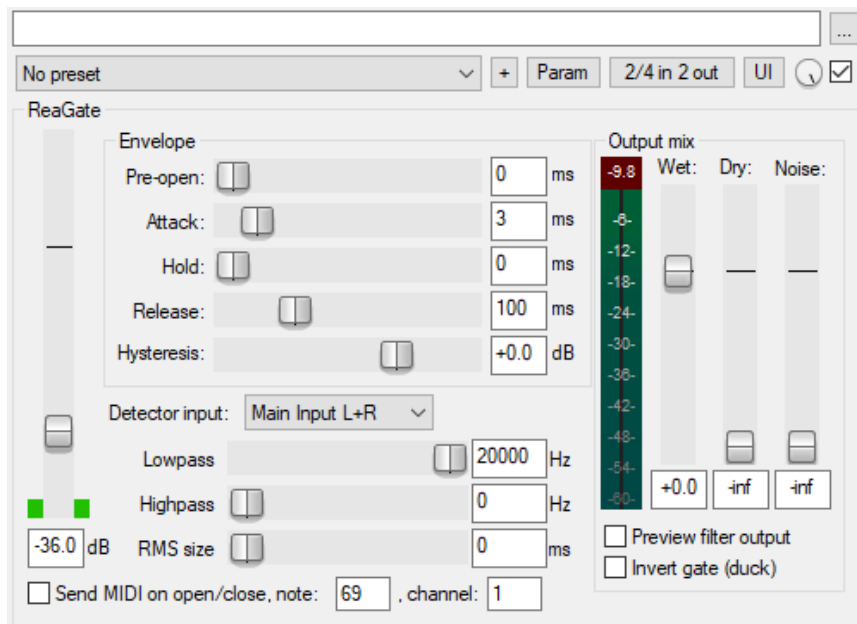 ...
No preset + Param 2/4 in 2 out UI
ReaGate
Envelope
Pre-open: 0 ms
Attack: 3 ms
Hold: 0 ms
Release: 100 ms
Hysteresis: +0.0 dB
Detector input: Main Input L+R
Lowpass 20000 Hz
Highpass 0 Hz
RMS size 0 ms
-36.0 dB
Send MIDI on open/close, note: 69 , channel: 1
Output mix
-9.8 Wet: Dry: Noise:
-6-
-12-
-18-
-24-
-30-
-36-
-42-
-48-
-54-
-60-
+0.0 -inf -inf
Preview filter output
Invert gate (duck)